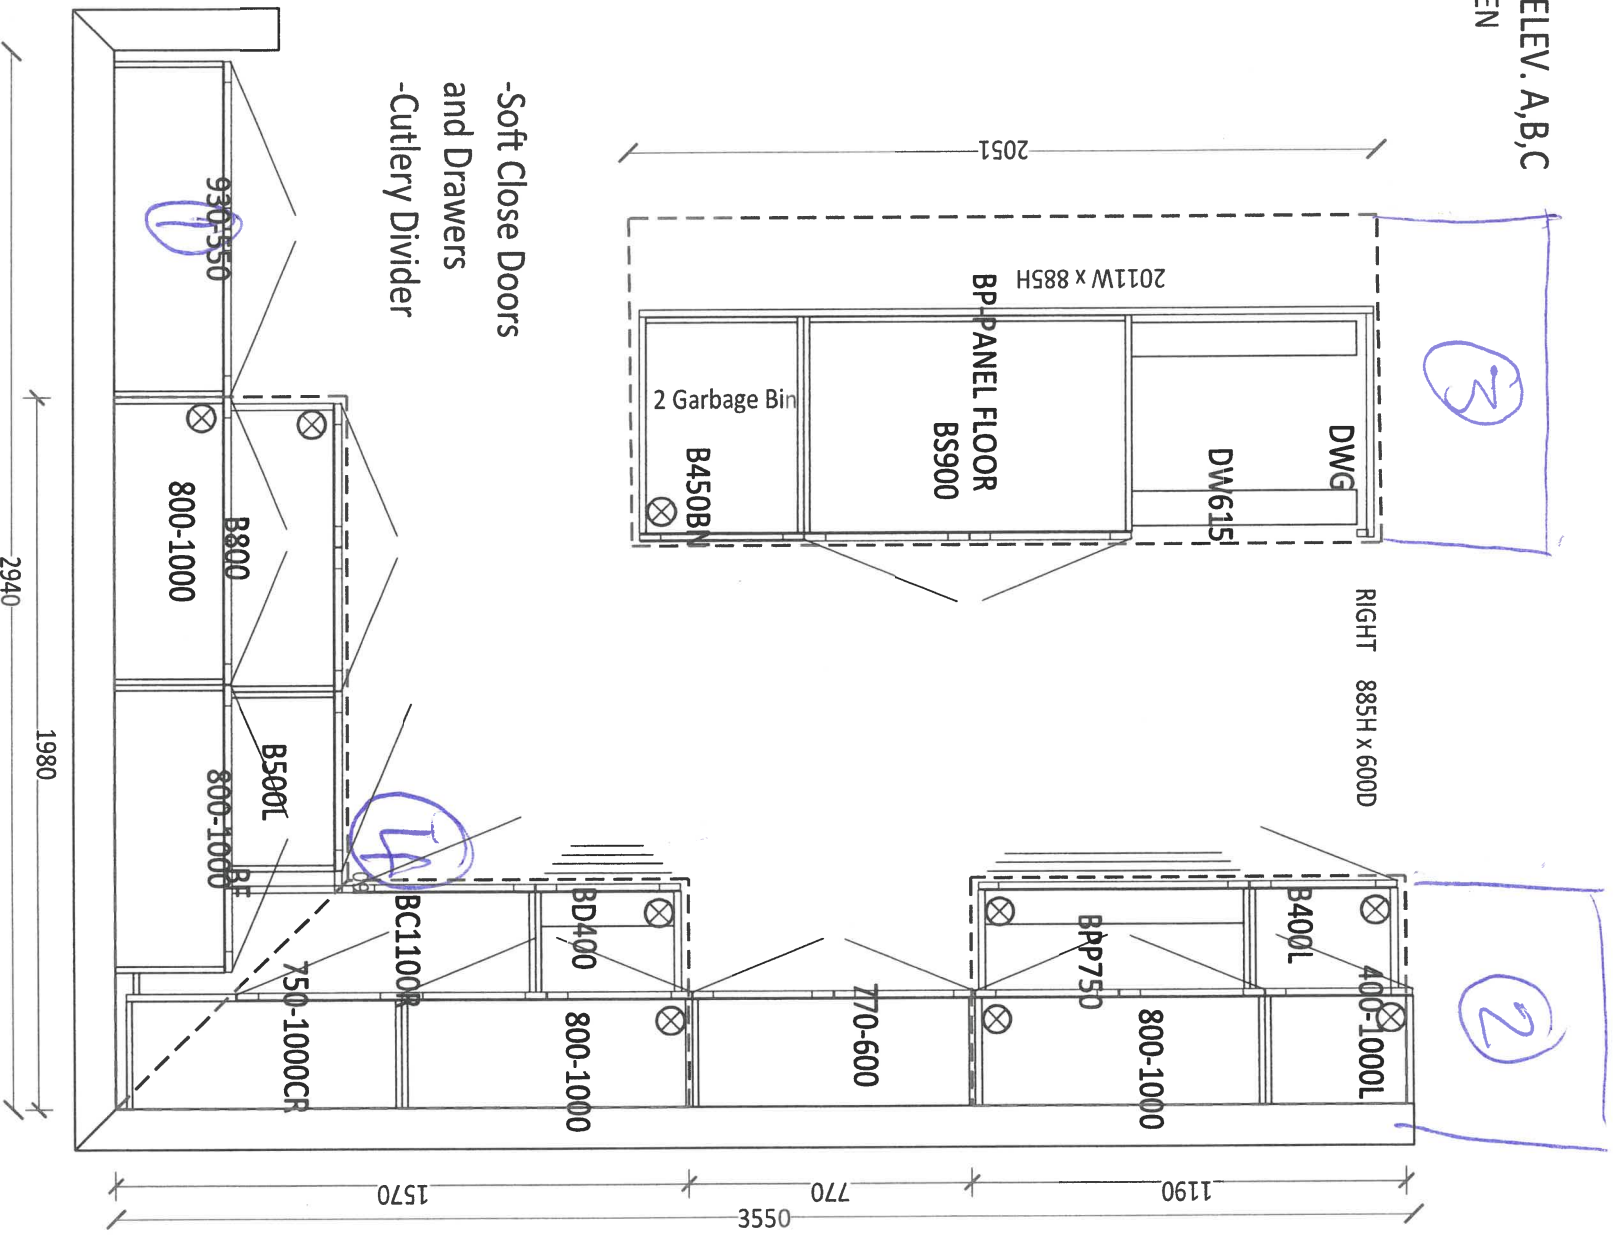 ELEV. A,B,C
EN
-Soft Close Doors
and Drawers
-Cutlery Divider
2051
2011W x 885H
BP-PANEL FLOOR
2 Garbage Bin
B450BN
BS900
DW615
DWG
3
RIGHT 885H x 600D
930-550
1
800-1000
B800
B500L
800-1000
BF
2940
1980
4
BC1100R
BD400
BPP750
B400L
750-1000CR
800-1000
770-600
800-1000
400-1000L
2
1570
770
1190
3550